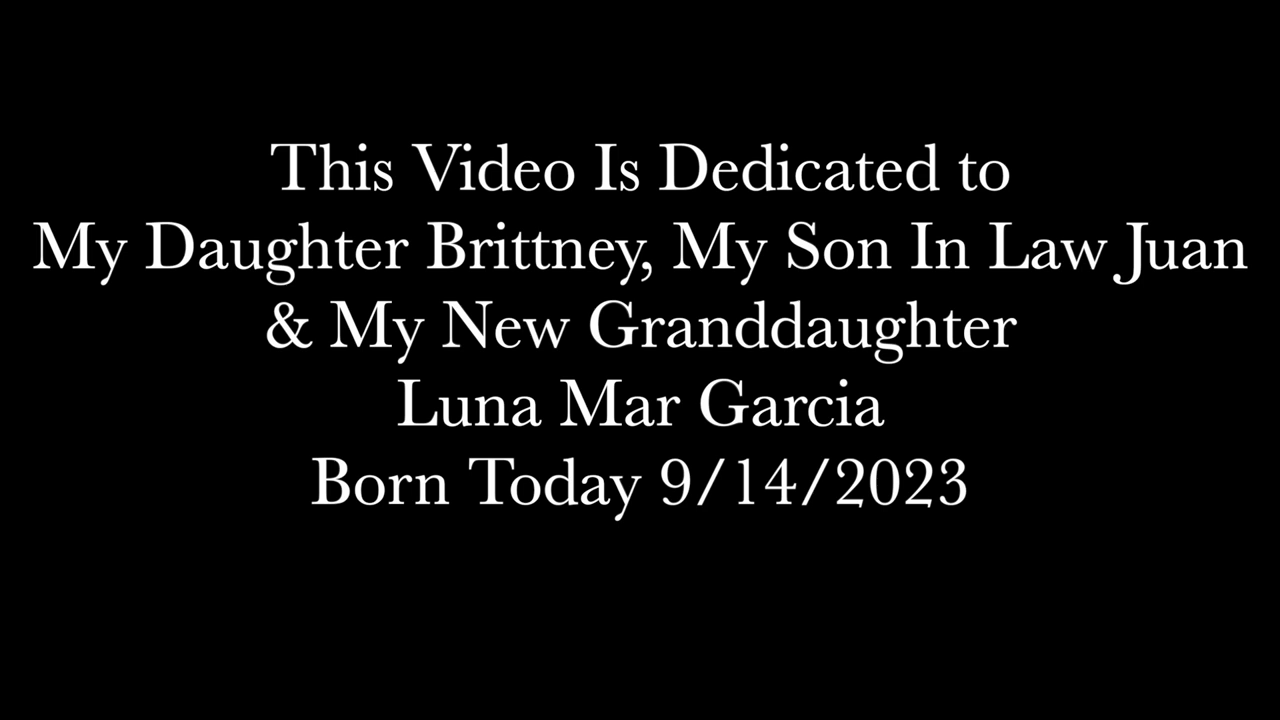 This Video Is Dedicated to
My Daughter Brittney, My Son In Law Juan
& My New Granddaughter
Luna Mar Garcia
Born Today 9/14/2023